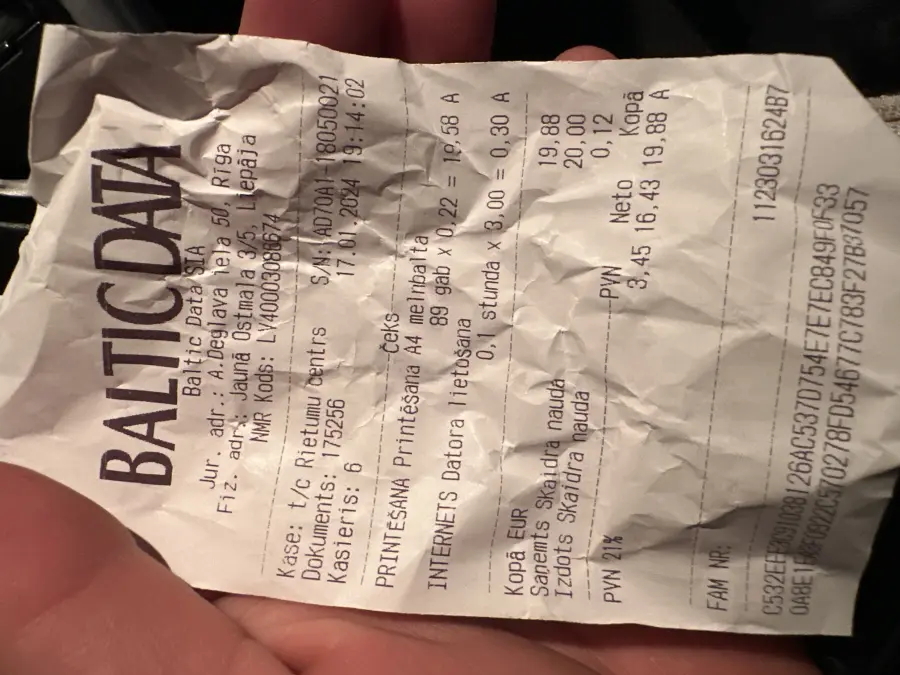 BALTIC DATA
Baltic Data SIA
Jur. adr.: A.Deglava iela 50, Rīga
Fiz. adr.: Jaunā Ostmala 3/5, Liepāja
NMR Kods: LV40003088674
Kase: t/c Rietumu centrs S/N: AD70A1-18050021
Dokuments: 175256 17.01.2024 19:14:02
Kasieris: 6
Čeks
PRINTĒŠANA Printēšana A4 melnbalta
89 gab x 0,22 = 19,58 A
INTERNETS Datora lietošana
0,1 stunda x 3,00 = 0,30 A
Kopā EUR 19,88
Saņemts Skaidra nauda 20,00
Izdots Skaidra nauda 0,12
PVN Neto Kopā
PVN 21% 3,45 16,43 19,88 A
FAM NR: 1123031624B7